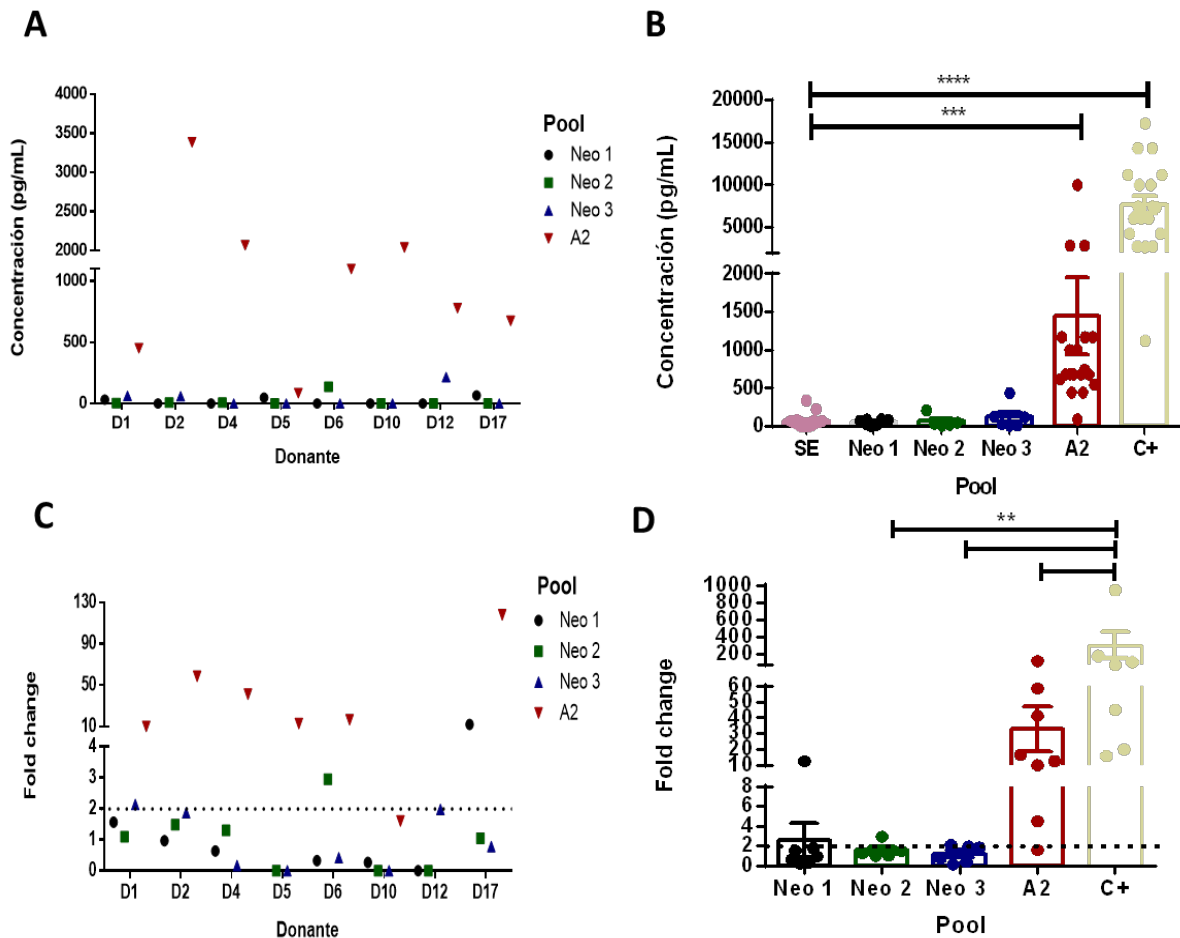 A
Concentración (pg/mL)
4000
3500
3000
2500
2000
1000
500
0
D1 D2 D4 D5 D6 D10 D12 D17
Donante
Pool
Neo 1
Neo 2
Neo 3
A2
B
Concentración (pg/mL)
****
***
20000
15000
10000
5000
2000
1500
1000
500
0
SE Neo 1 Neo 2 Neo 3 A2 C+
Pool
C
Fold change
130
90
50
10
4
3
2
1
0
D1 D2 D4 D5 D6 D10 D12 D17
Donante
Pool
Neo 1
Neo 2
Neo 3
A2
D
Fold change
**
1000
800
600
400
200
60
50
40
30
20
10
8
6
4
2
0
Neo 1 Neo 2 Neo 3 A2 C+
Pool